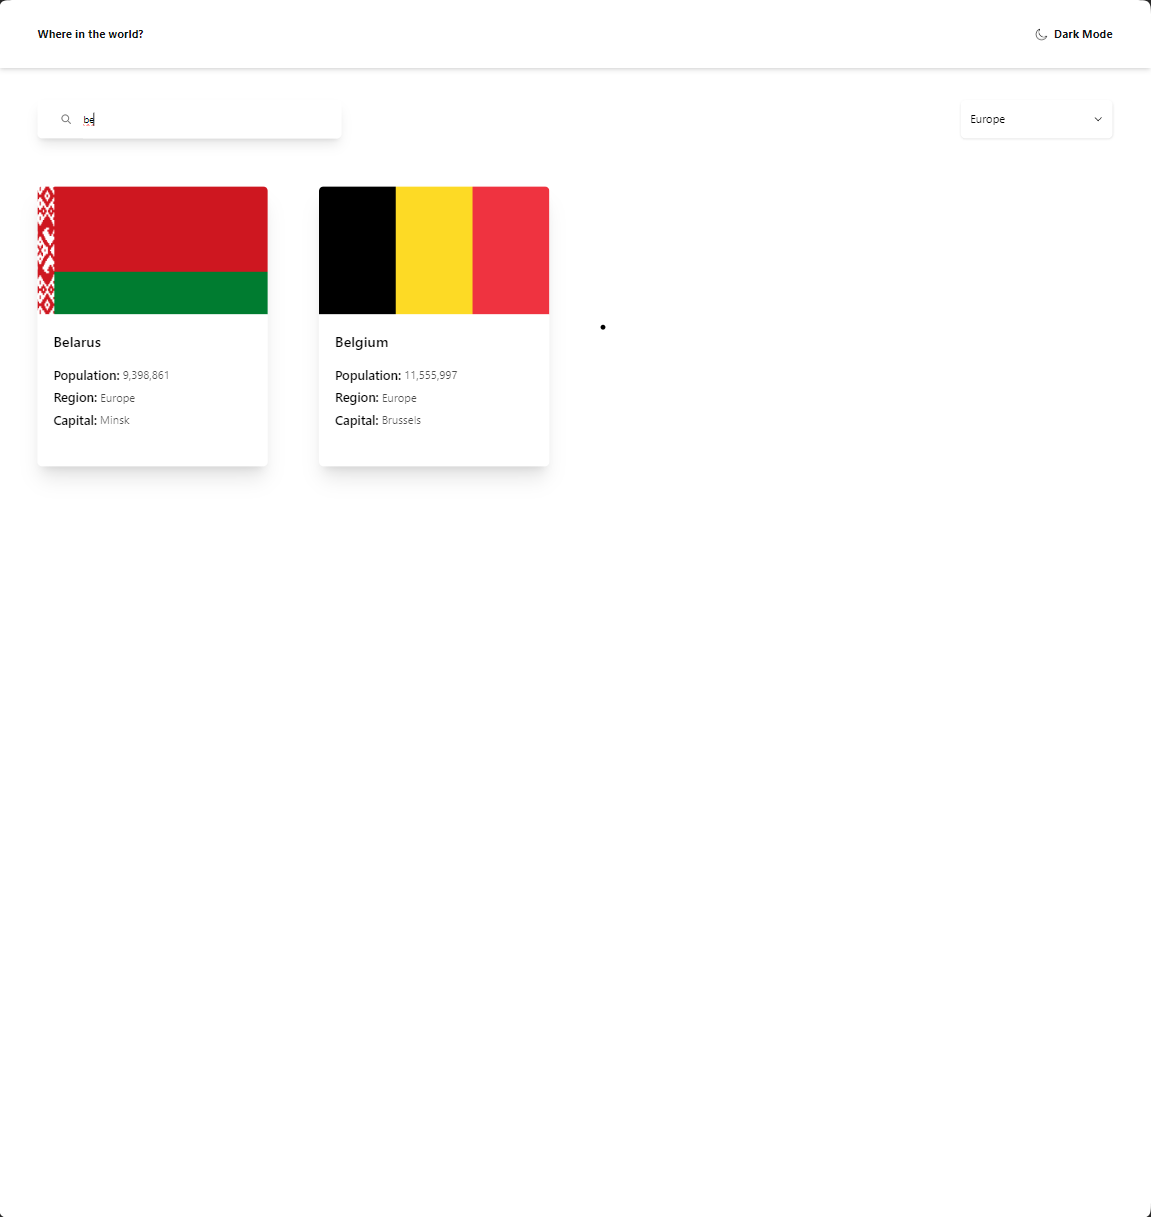 Where in the world?
Dark Mode
be
Europe
Belarus
Population: 9,398,861
Region: Europe
Capital: Minsk
Belgium
Population: 11,555,997
Region: Europe
Capital: Brussels